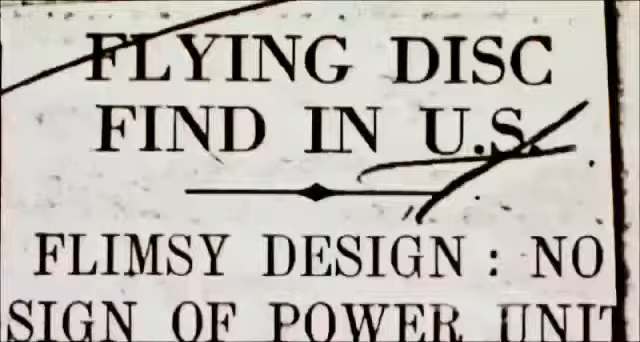 FLYING DISC
FIND IN U.S.
FLIMSY DESIGN : NO
SIGN OF POWER UNIT